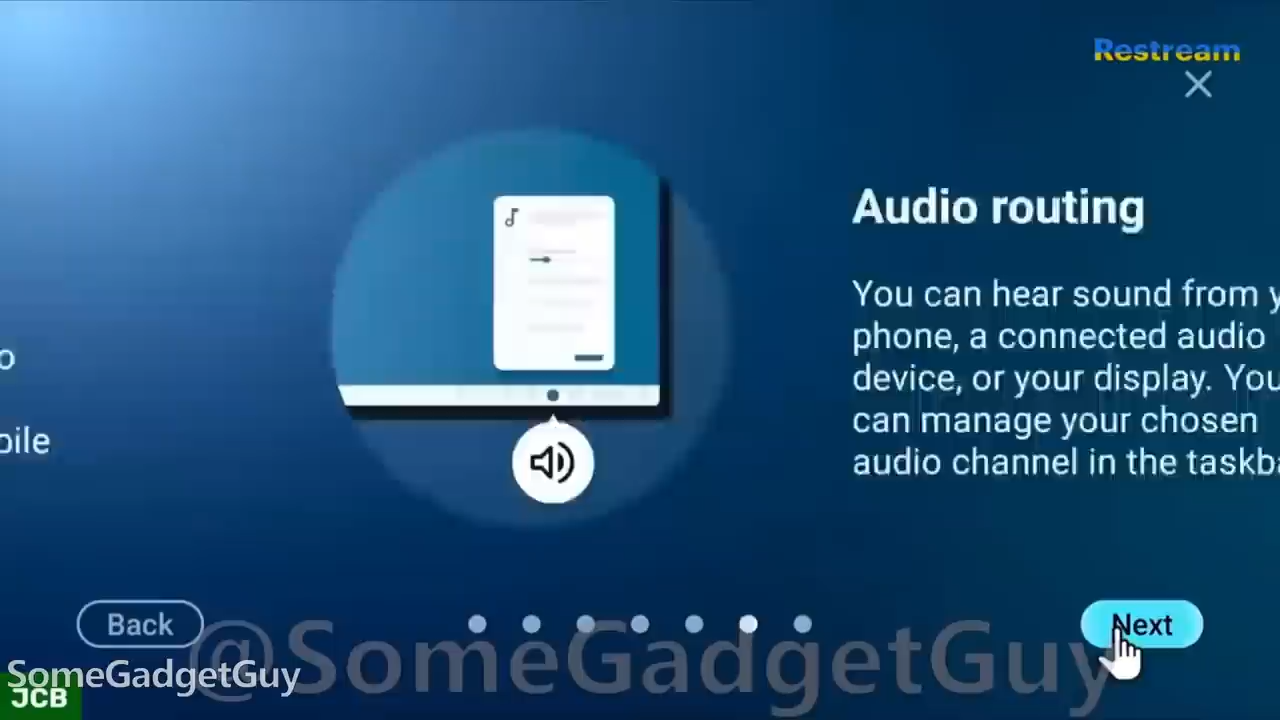 Restream
Audio routing
You can hear sound from y
phone, a connected audio
device, or your display. You
can manage your chosen
audio channel in the taskba
o
bile
Back
Next
@SomeGadgetGuy
SomeGadgetGuy
JCB